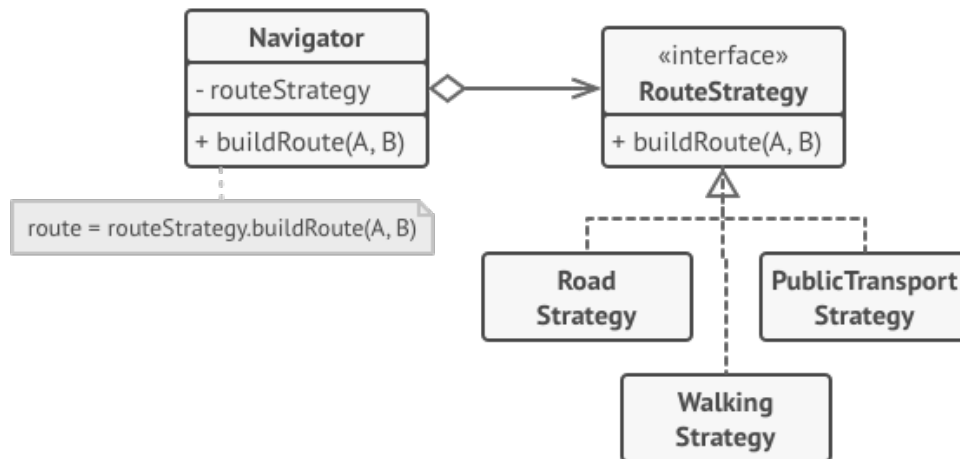 Navigator
- routeStrategy
+ buildRoute(A, B)
route = routeStrategy.buildRoute(A, B)
«interface»
RouteStrategy
+ buildRoute(A, B)
Road
Strategy
PublicTransport
Strategy
Walking
Strategy